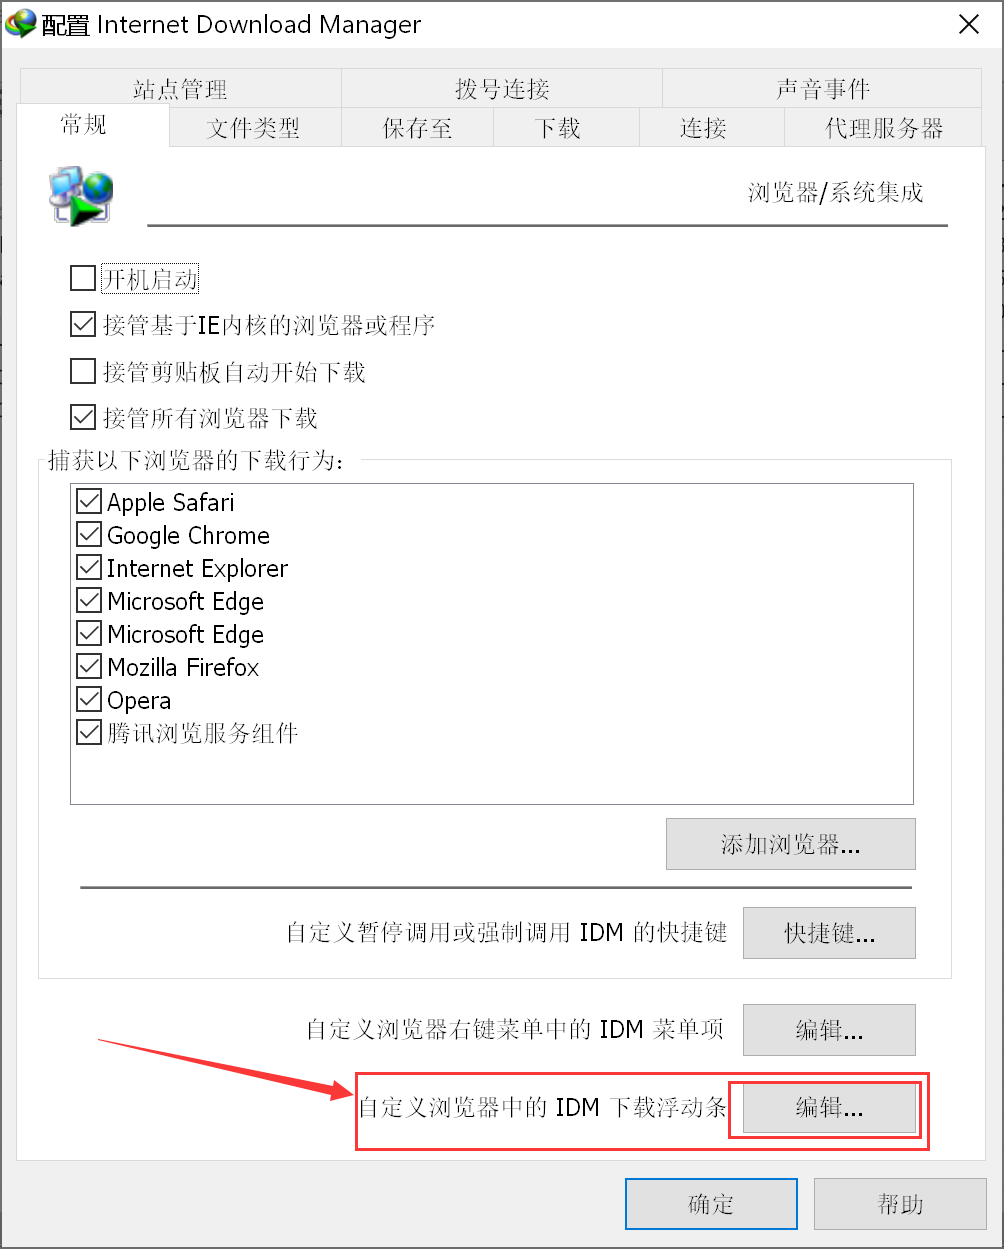 配置 Internet Download Manager
站点管理 拨号连接 声音事件
常规 文件类型 保存至 下载 连接 代理服务器
浏览器/系统集成
开机启动
接管基于IE内核的浏览器或程序
接管剪贴板自动开始下载
接管所有浏览器下载
捕获以下浏览器的下载行为：
Apple Safari
Google Chrome
Internet Explorer
Microsoft Edge
Microsoft Edge
Mozilla Firefox
Opera
腾讯浏览服务组件
添加浏览器...
自定义暂停调用或强制调用 IDM 的快捷键 快捷键...
自定义浏览器右键菜单中的 IDM 菜单项 编辑...
自定义浏览器中的 IDM 下载浮动条 编辑...
确定 帮助